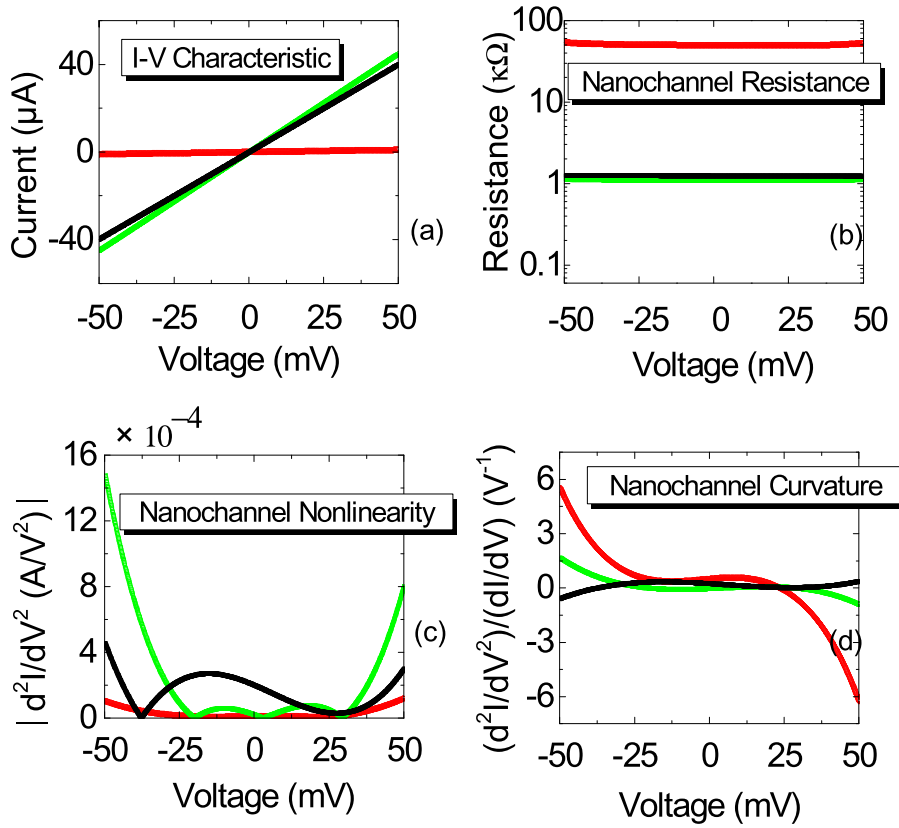 I-V Characteristic
Current (µA)
40
0
-40
(a)
-50 -25 0 25 50
Voltage (mV)
Nanochannel Resistance
Resistance (κΩ)
100
10
1
0.1
(b)
-50 -25 0 25 50
Voltage (mV)
× 10⁻⁴
Nanochannel Nonlinearity
| d²I/dV² (A/V²) |
16
12
8
4
0
(c)
-50 -25 0 25 50
Voltage (mV)
Nanochannel Curvature
(d²I/dV²)/(dI/dV) (V⁻¹)
6
3
0
-3
-6
(d)
-50 -25 0 25 50
Voltage (mV)